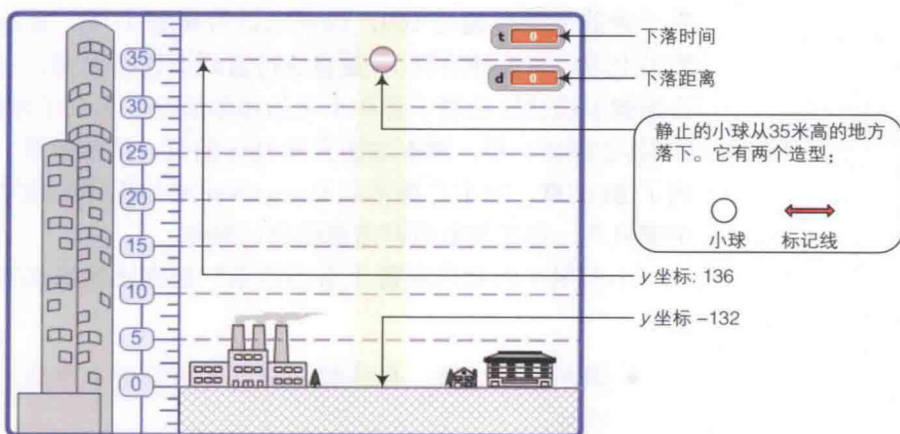 35
30
25
20
15
10
5
0
t 0
d 0
下落时间
下落距离
静止的小球从35米高的地方
落下。它有两个造型：
小球 标记线
y 坐标: 136
y 坐标 –132